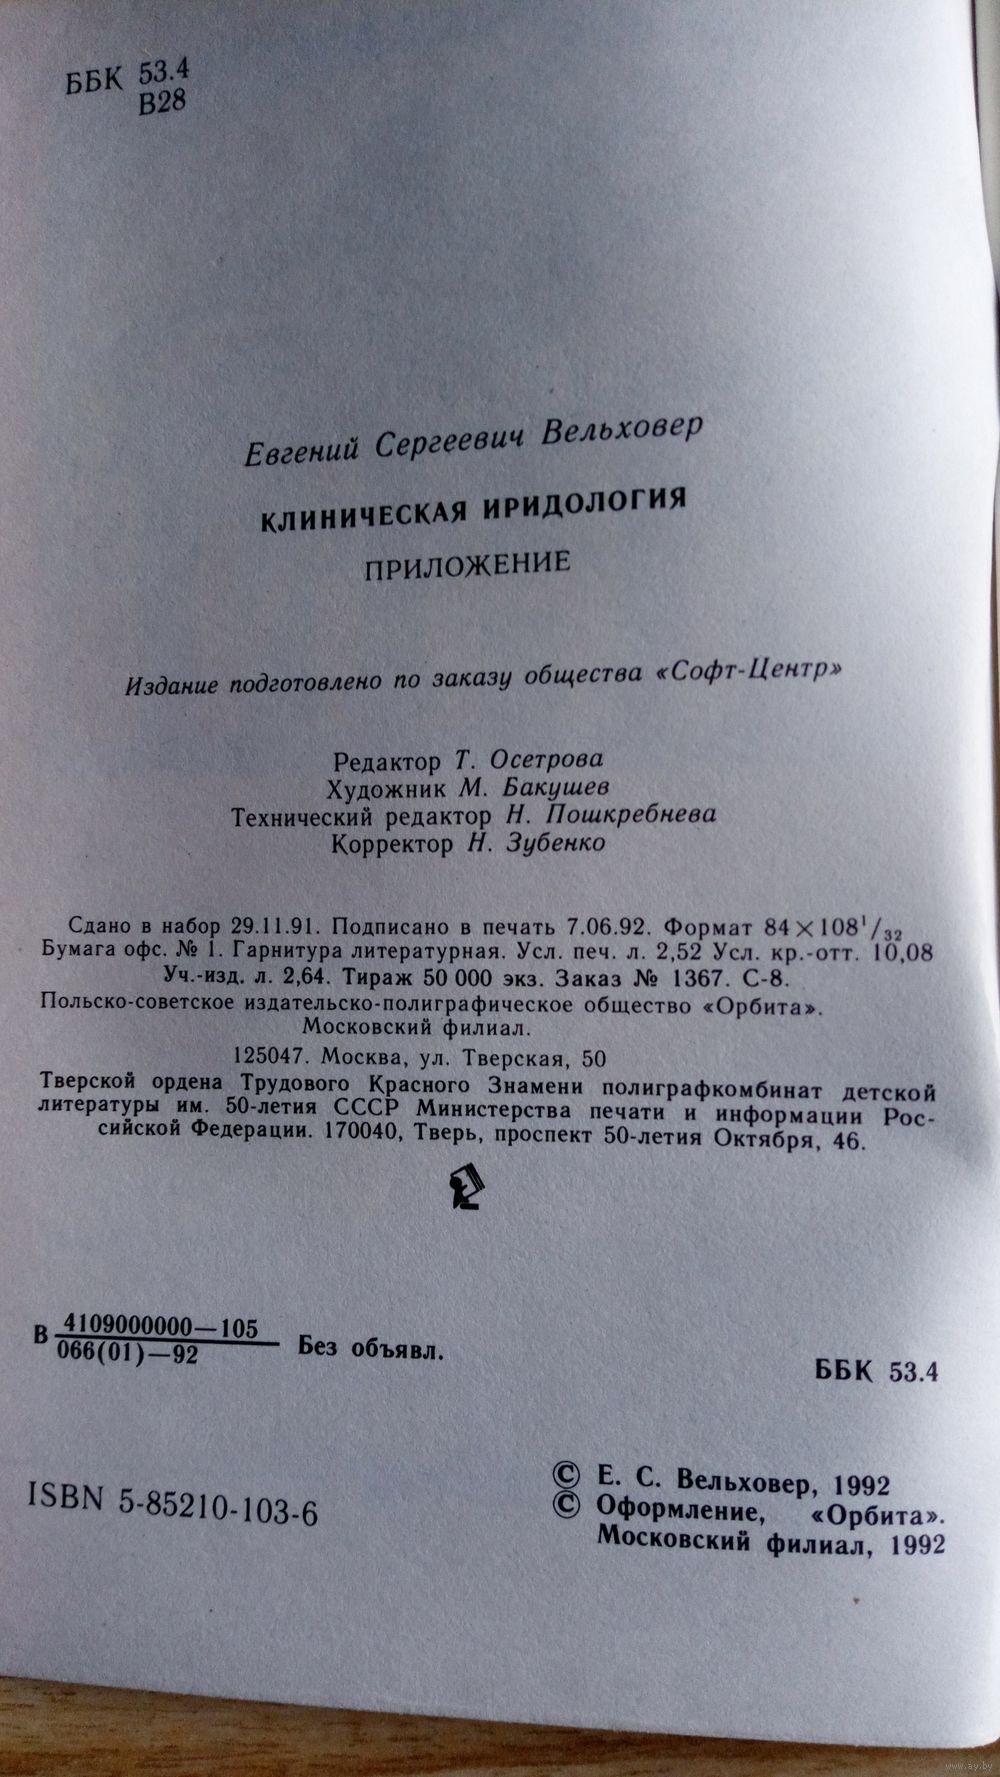 ББК 53.4
В28
Евгений Сергеевич Вельховер
КЛИНИЧЕСКАЯ ИРИДОЛОГИЯ
ПРИЛОЖЕНИЕ
Издание подготовлено по заказу общества «Софт-Центр»
Редактор Т. Осетрова
Художник М. Бакушев
Технический редактор Н. Пошкребнева
Корректор Н. Зубенко
Сдано в набор 29.11.91. Подписано в печать 7.06.92. Формат 84×108¹/₃₂
Бумага офс. № 1. Гарнитура литературная. Усл. печ. л. 2,52 Усл. кр.-отт. 10,08
Уч.-изд. л. 2,64. Тираж 50 000 экз. Заказ № 1367. С-8.
Польско-советское издательско-полиграфическое общество «Орбита».
Московский филиал.
125047. Москва, ул. Тверская, 50
Тверской ордена Трудового Красного Знамени полиграфкомбинат детской
литературы им. 50-летия СССР Министерства печати и информации Рос-
сийской Федерации. 170040, Тверь, проспект 50-летия Октября, 46.
В 4109000000—105
066(01)—92 Без объявл.
ББК 53.4
ISBN 5-85210-103-6
© Е. С. Вельховер, 1992
© Оформление, «Орбита».
Московский филиал, 1992
www.ay.by